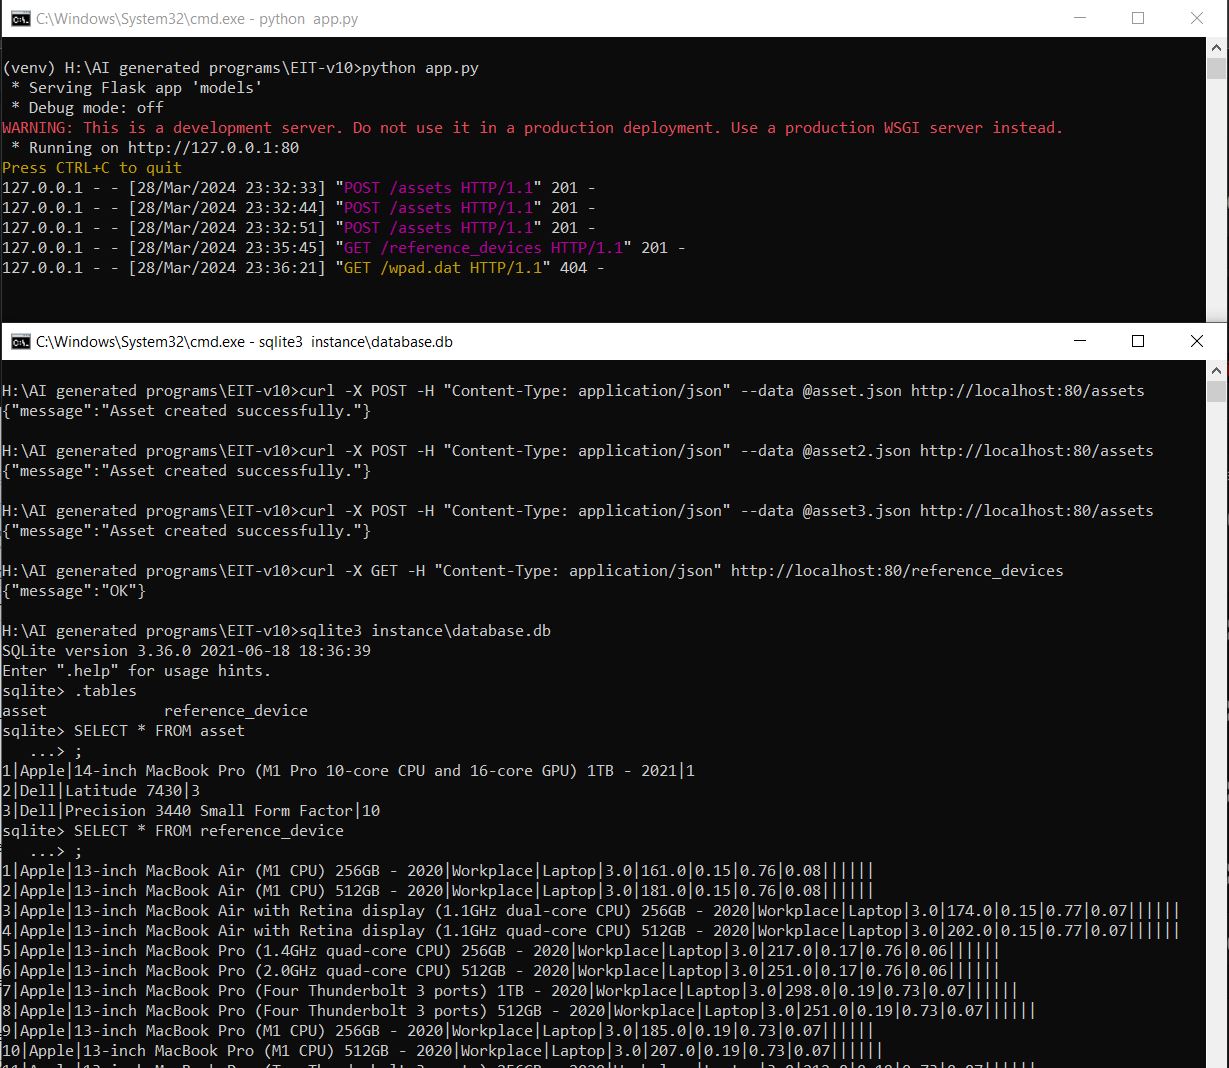 C:\Windows\System32\cmd.exe - python  app.py
(venv) H:\AI generated programs\EIT-v10>python app.py
 * Serving Flask app 'models'
 * Debug mode: off
WARNING: This is a development server. Do not use it in a production deployment. Use a production WSGI server instead.
 * Running on http://127.0.0.1:80
Press CTRL+C to quit
127.0.0.1 - - [28/Mar/2024 23:32:33] "POST /assets HTTP/1.1" 201 -
127.0.0.1 - - [28/Mar/2024 23:32:44] "POST /assets HTTP/1.1" 201 -
127.0.0.1 - - [28/Mar/2024 23:32:51] "POST /assets HTTP/1.1" 201 -
127.0.0.1 - - [28/Mar/2024 23:35:45] "GET /reference_devices HTTP/1.1" 201 -
127.0.0.1 - - [28/Mar/2024 23:36:21] "GET /wpad.dat HTTP/1.1" 404 -
C:\Windows\System32\cmd.exe - sqlite3  instance\database.db
H:\AI generated programs\EIT-v10>curl -X POST -H "Content-Type: application/json" --data @asset.json http://localhost:80/assets
{"message":"Asset created successfully."}
H:\AI generated programs\EIT-v10>curl -X POST -H "Content-Type: application/json" --data @asset2.json http://localhost:80/assets
{"message":"Asset created successfully."}
H:\AI generated programs\EIT-v10>curl -X POST -H "Content-Type: application/json" --data @asset3.json http://localhost:80/assets
{"message":"Asset created successfully."}
H:\AI generated programs\EIT-v10>curl -X GET -H "Content-Type: application/json" http://localhost:80/reference_devices
{"message":"OK"}
H:\AI generated programs\EIT-v10>sqlite3 instance\database.db
SQLite version 3.36.0 2021-06-18 18:36:39
Enter ".help" for usage hints.
sqlite> .tables
asset             reference_device
sqlite> SELECT * FROM asset
   ...> ;
1|Apple|14-inch MacBook Pro (M1 Pro 10-core CPU and 16-core GPU) 1TB - 2021|1
2|Dell|Latitude 7430|3
3|Dell|Precision 3440 Small Form Factor|10
sqlite> SELECT * FROM reference_device
   ...> ;
1|Apple|13-inch MacBook Air (M1 CPU) 256GB - 2020|Workplace|Laptop|3.0|161.0|0.15|0.76|0.08||||||
2|Apple|13-inch MacBook Air (M1 CPU) 512GB - 2020|Workplace|Laptop|3.0|181.0|0.15|0.76|0.08||||||
3|Apple|13-inch MacBook Air with Retina display (1.1GHz dual-core CPU) 256GB - 2020|Workplace|Laptop|3.0|174.0|0.15|0.77|0.07||||||
4|Apple|13-inch MacBook Air with Retina display (1.1GHz quad-core CPU) 512GB - 2020|Workplace|Laptop|3.0|202.0|0.15|0.77|0.07||||||
5|Apple|13-inch MacBook Pro (1.4GHz quad-core CPU) 256GB - 2020|Workplace|Laptop|3.0|217.0|0.17|0.76|0.06||||||
6|Apple|13-inch MacBook Pro (2.0GHz quad-core CPU) 512GB - 2020|Workplace|Laptop|3.0|251.0|0.17|0.76|0.06||||||
7|Apple|13-inch MacBook Pro (Four Thunderbolt 3 ports) 1TB - 2020|Workplace|Laptop|3.0|298.0|0.19|0.73|0.07||||||
8|Apple|13-inch MacBook Pro (Four Thunderbolt 3 ports) 512GB - 2020|Workplace|Laptop|3.0|251.0|0.19|0.73|0.07||||||
9|Apple|13-inch MacBook Pro (M1 CPU) 256GB - 2020|Workplace|Laptop|3.0|185.0|0.19|0.73|0.07||||||
10|Apple|13-inch MacBook Pro (M1 CPU) 512GB - 2020|Workplace|Laptop|3.0|207.0|0.19|0.73|0.07||||||